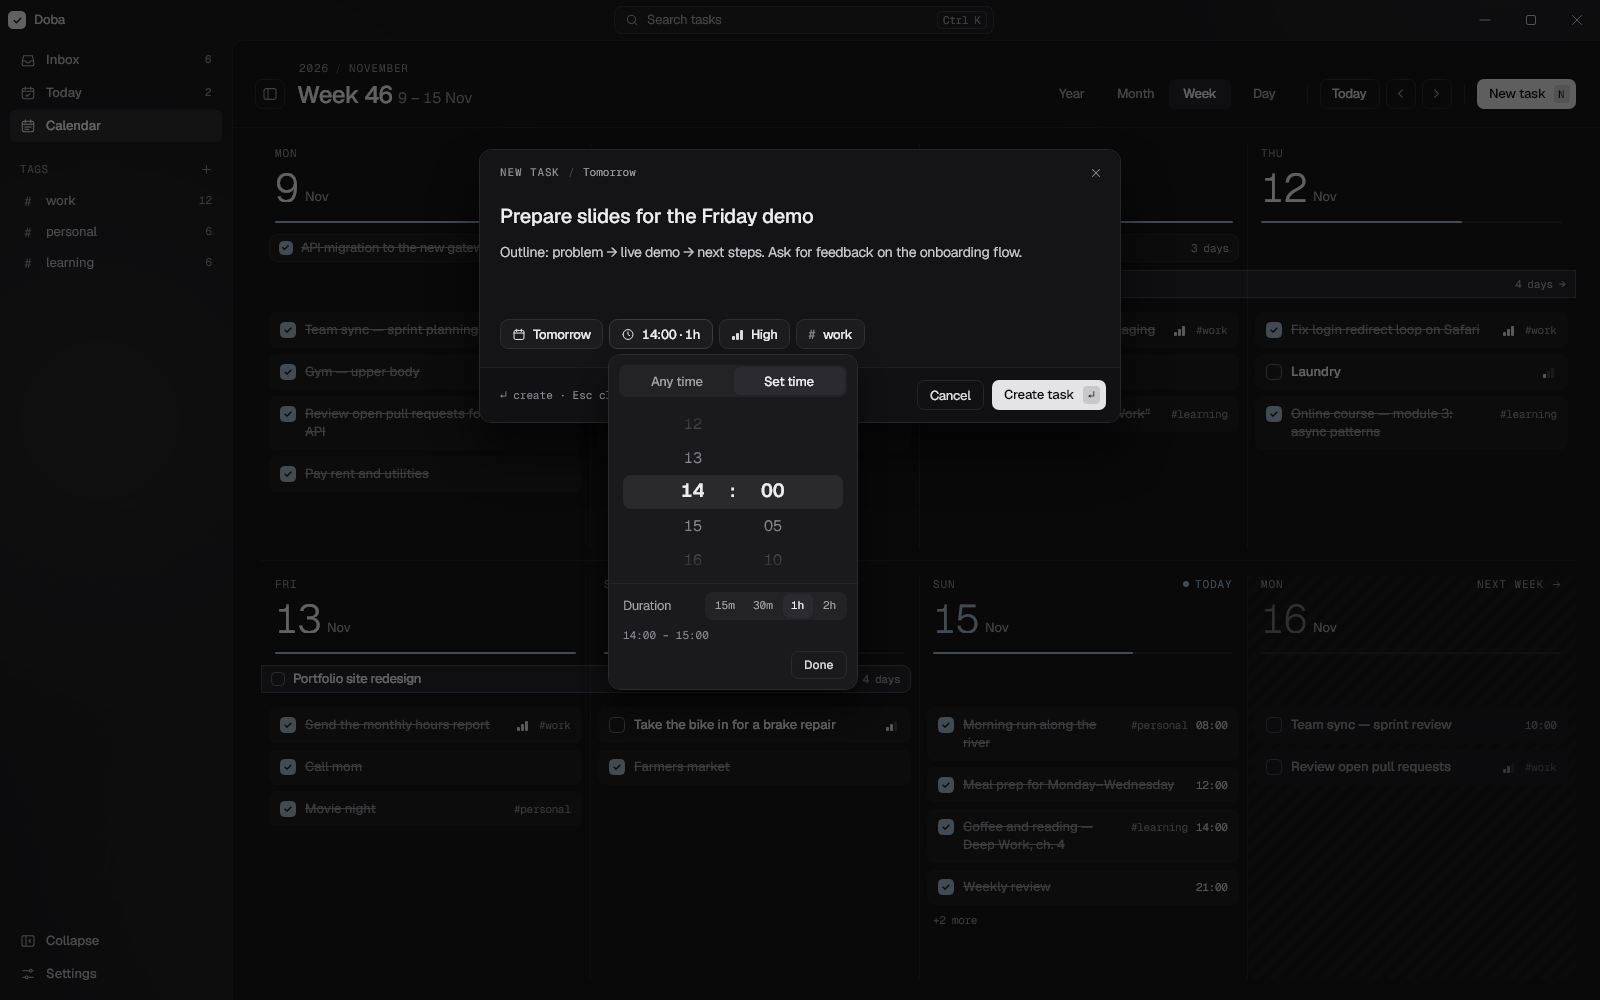 Doba
Search tasks
Ctrl K
Inbox 6
Today 2
Calendar
TAGS
# work 12
# personal 6
# learning 6
Collapse
Settings
2026 / NOVEMBER
Week 46 9 – 15 Nov
Year Month Week Day
Today
New task N
MON
9 Nov
API migration to the new
Team sync — sprint planning
Gym — upper body
Review open pull requests
API
Pay rent and utilities
3 days
4 days →
#work
#learning
THU
12 Nov
Fix login redirect loop on Safari #work
Laundry
Online course — module 3: #learning
async patterns
NEW TASK / Tomorrow
Prepare slides for the Friday demo
Outline: problem → live demo → next steps. Ask for feedback on the onboarding flow.
Tomorrow
14:00 · 1h
High
# work
↵ create · Esc
Cancel
Create task ↵
Any time Set time
12
13
14 : 00
15 05
16 10
Duration 15m 30m 1h 2h
14:00 – 15:00
Done
FRI
13 Nov
Portfolio site redesign 4 days
Send the monthly hours report #work
Call mom
Movie night #personal
Take the bike in for a brake repair
Farmers market
SUN TODAY
15 Nov
Morning run along the #personal 08:00
river
Meal prep for Monday–Wednesday 12:00
Coffee and reading — #learning 14:00
Deep Work, ch. 4
Weekly review 21:00
+2 more
MON NEXT WEEK →
16 Nov
Team sync — sprint review 10:00
Review open pull requests #work